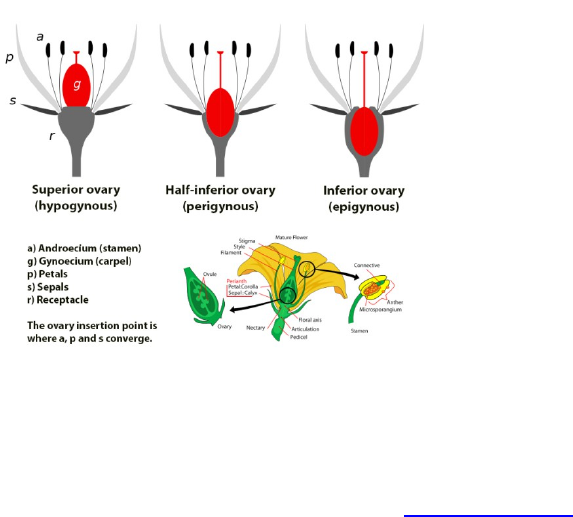 a
p
g
s
r
Superior ovary
(hypogynous)
Half-inferior ovary
(perigynous)
Inferior ovary
(epigynous)
a) Androecium (stamen)
g) Gynoecium (carpel)
p) Petals
s) Sepals
r) Receptacle
The ovary insertion point is
where a, p and s converge.
Mature Flower
Stigma
Style
Filament
Connective
Ovule
Perianth
Petal:Corolla
Sepal:Calyx
Anther
Microsporangium
Floral axis
Ovary
Nectary
Articulation
Stamen
Pedicel